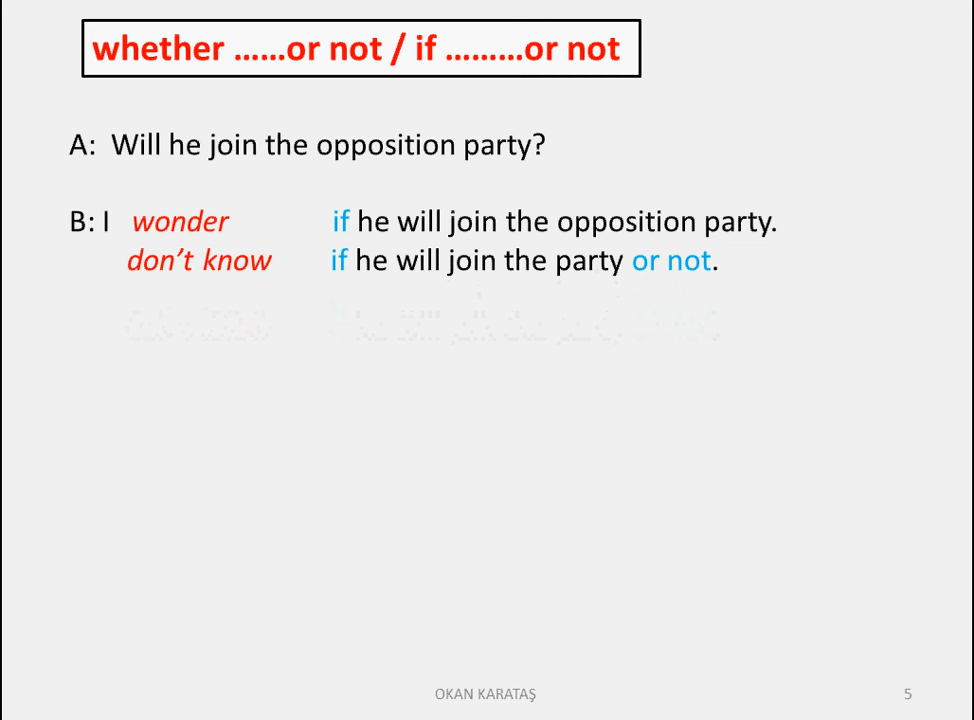 whether ......or not / if .........or not
A: Will he join the opposition party?
B: I wonder if he will join the opposition party.
don't know if he will join the party or not.
OKAN KARATAŞ 5